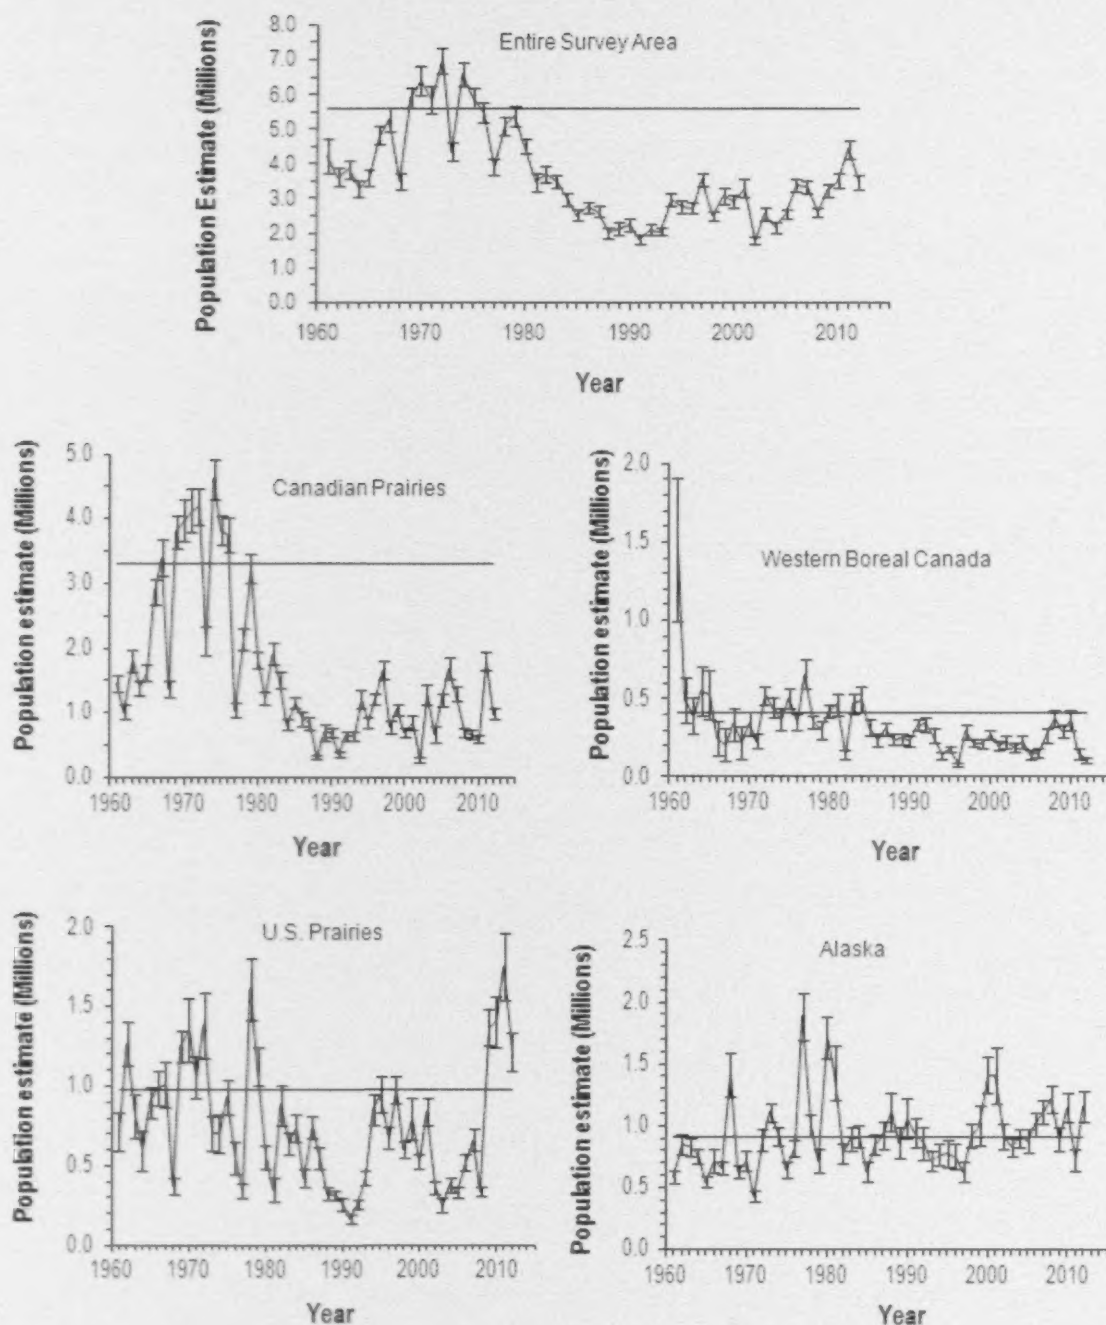 Entire Survey Area
Population Estimate (Millions)
8.0
7.0
6.0
5.0
4.0
3.0
2.0
1.0
0.0
1960 1970 1980 1990 2000 2010
Year
Canadian Prairies
Population estimate (Millions)
5.0
4.0
3.0
2.0
1.0
0.0
1960 1970 1980 1990 2000 2010
Year
Western Boreal Canada
Population estimate (Millions)
2.0
1.5
1.0
0.5
0.0
1960 1970 1980 1990 2000 2010
Year
U.S. Prairies
Population estimate (Millions)
2.0
1.5
1.0
0.5
0.0
1960 1970 1980 1990 2000 2010
Year
Alaska
Population estimate (Millions)
2.5
2.0
1.5
1.0
0.5
0.0
1960 1970 1980 1990 2000 2010
Year